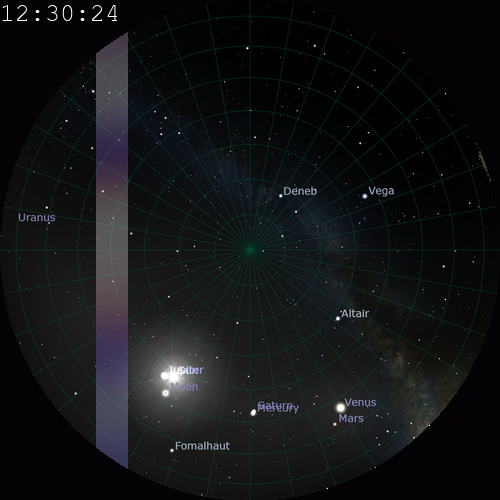 12:30:24
Deneb
Vega
Uranus
Altair
Moon
Venus
Saturn
Mercury
Mars
Fomalhaut